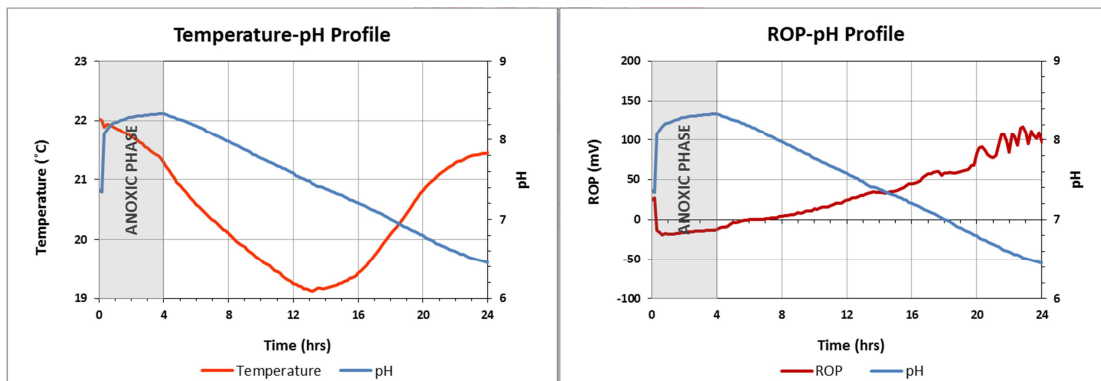 Temperature-pH Profile
23
22
21
20
19
9
8
7
6
0 4 8 12 16 20 24
Temperature (˚C)
pH
ANOXIC PHASE
Time (hrs)
Temperature pH
ROP-pH Profile
200
150
100
50
0
-50
-100
9
8
7
6
0 4 8 12 16 20 24
ROP (mV)
pH
ANOXIC PHASE
Time (hrs)
ROP pH